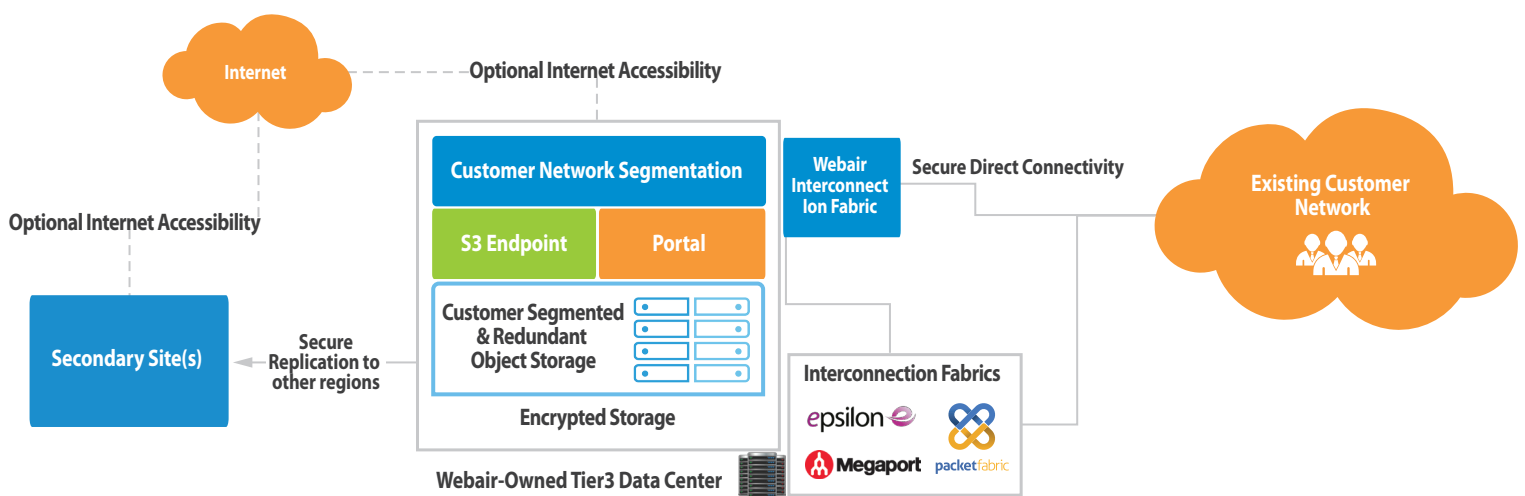 Internet
Optional Internet Accessibility
Customer Network Segmentation
Webair
Interconnect
Ion Fabric
Secure Direct Connectivity
Existing Customer
Network
Optional Internet Accessibility
S3 Endpoint
Portal
Customer Segmented
& Redundant
Object Storage
Secondary Site(s)
Secure
Replication to
other regions
Encrypted Storage
Interconnection Fabrics
epsilon
Megaport
packetfabric
Webair-Owned Tier3 Data Center